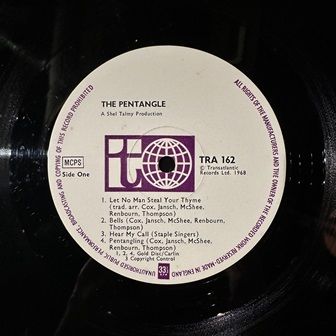 THE PENTANGLE
A Shel Talmy Production
MCPS
Side One
TRA 162
℗ Transatlantic
Records Ltd. 1968
1. Let No Man Steal Your Thyme
(trad. arr. Cox, Jansch, McShee,
Renbourn, Thompson)
2. Bells (Cox, Jansch, Renbourn,
Thompson)
3. Hear My Call (Staple Singers)
4. Pentangling (Cox, Jansch, McShee,
Renbourn, Thompson)
1, 2, 4, Gold Disc/Carlin
3 Copyright Control
33⅓
ALL RIGHTS OF THE MANUFACTURERS AND THE OWNER OF THE RECORDED WORK RESERVED·MADE IN ENGLAND
UNAUTHORISED PUBLIC PERFORMANCE, BROADCASTING AND COPYING OF THIS RECORD PROHIBITED